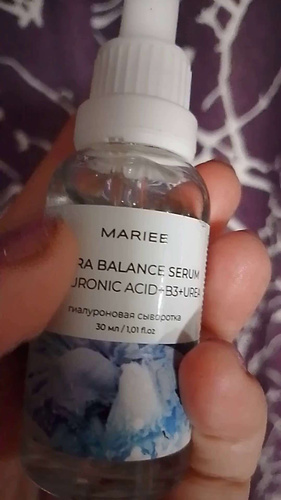 MARIEE
RA BALANCE SERUM
URONIC ACID+B3+UREA
гиалуроновая сыворотка
30 мл / 1,01 fl.oz